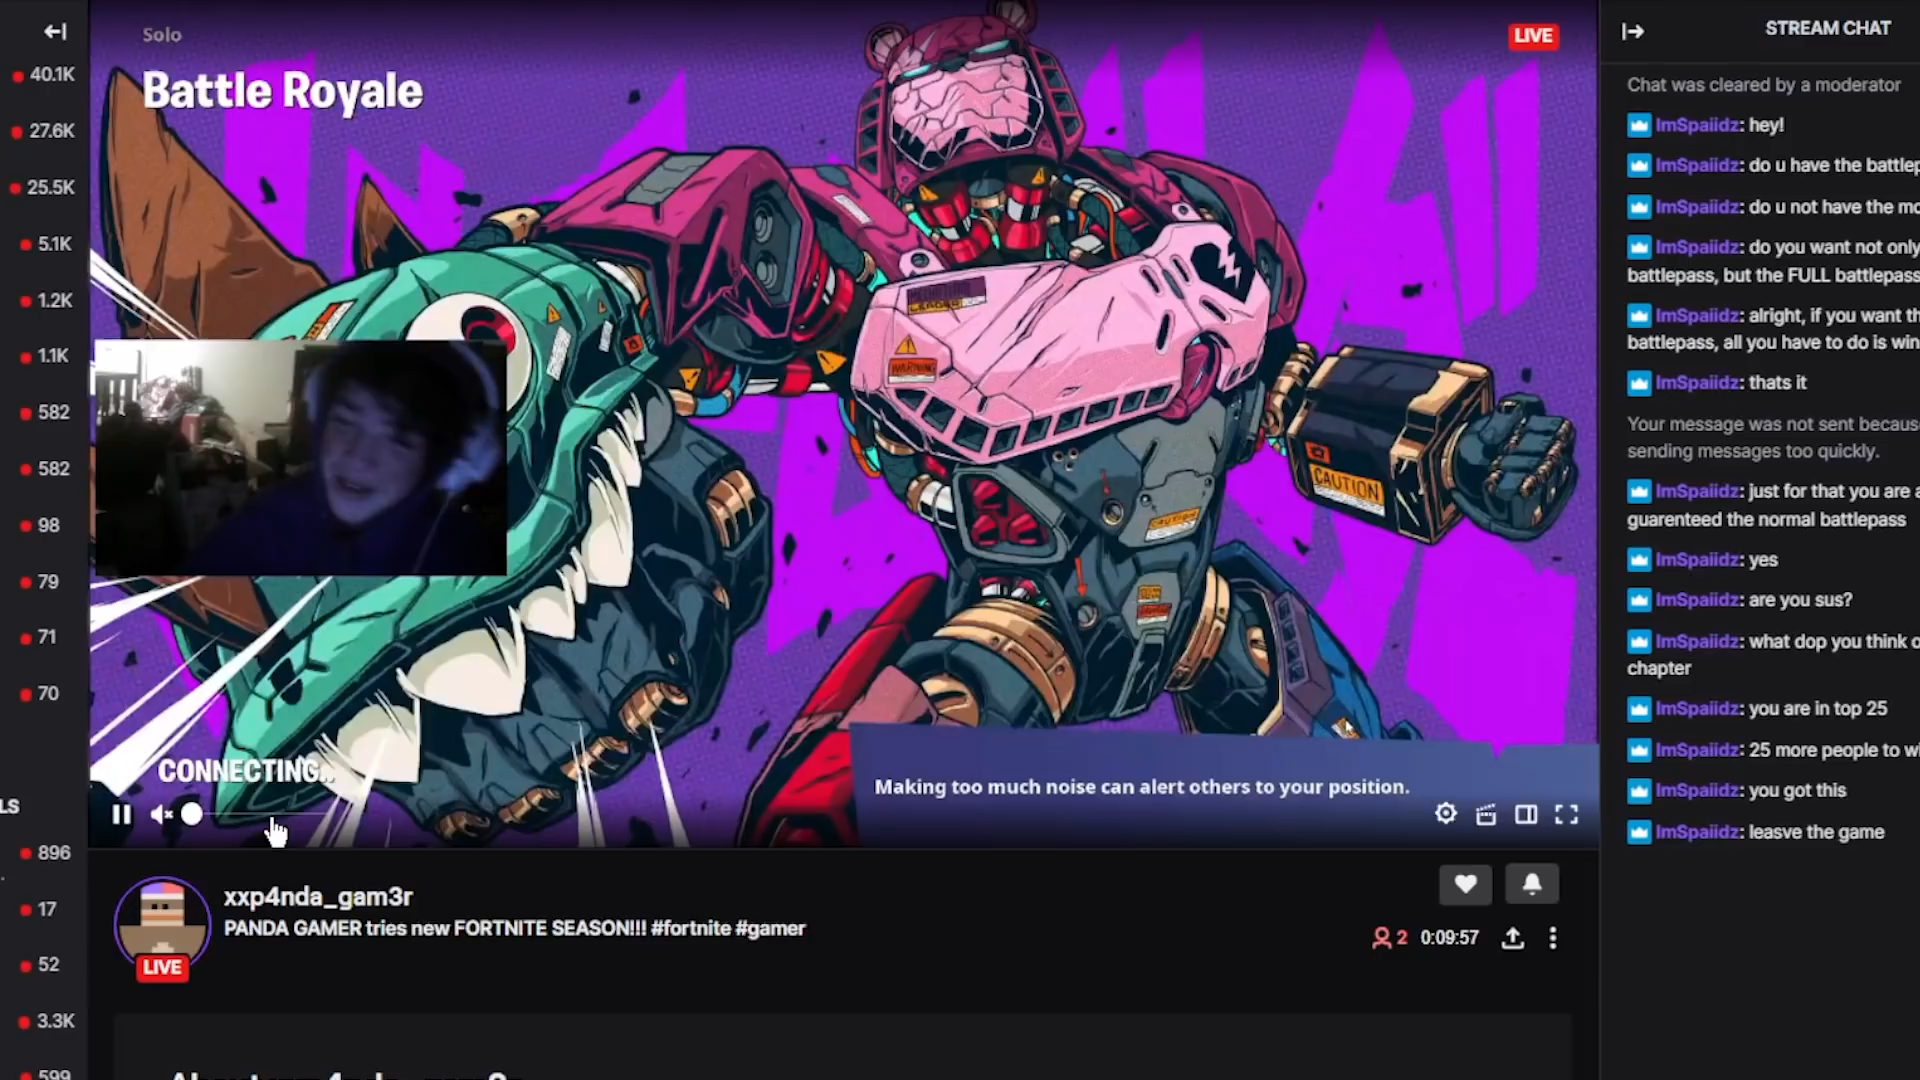 Solo
Battle Royale
LIVE
40.1K
27.6K
25.5K
5.1K
1.2K
1.1K
582
582
98
79
71
70
LS
896
17
52
3.3K
599
WARNING
CAUTION
CAUTION
CONNECTING..
Making too much noise can alert others to your position.
xxp4nda_gam3r
PANDA GAMER tries new FORTNITE SEASON!!! #fortnite #gamer
LIVE
2 0:09:57
STREAM CHAT
Chat was cleared by a moderator
ImSpaiidz: hey!
ImSpaiidz: do u have the battlep
ImSpaiidz: do u not have the mo
ImSpaiidz: do you want not only
battlepass, but the FULL battlepass
ImSpaiidz: alright, if you want th
battlepass, all you have to do is win
ImSpaiidz: thats it
Your message was not sent because
sending messages too quickly.
ImSpaiidz: just for that you are a
guarenteed the normal battlepass
ImSpaiidz: yes
ImSpaiidz: are you sus?
ImSpaiidz: what dop you think o
chapter
ImSpaiidz: you are in top 25
ImSpaiidz: 25 more people to wi
ImSpaiidz: you got this
ImSpaiidz: leasve the game